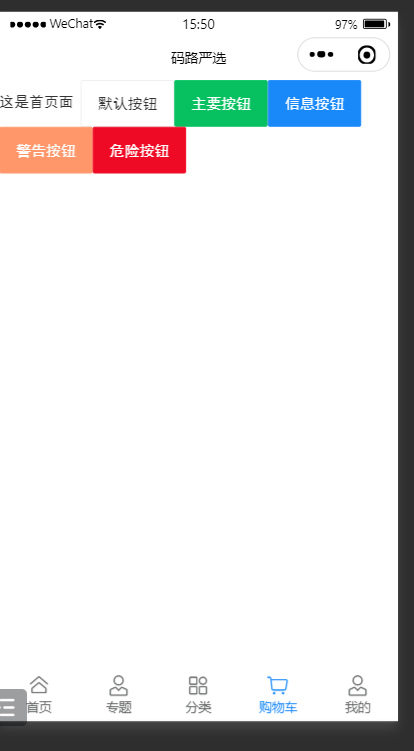 WeChat 15:50 97%
码路严选
这是首页面 默认按钮 主要按钮 信息按钮
警告按钮 危险按钮
首页 专题 分类 购物车 我的